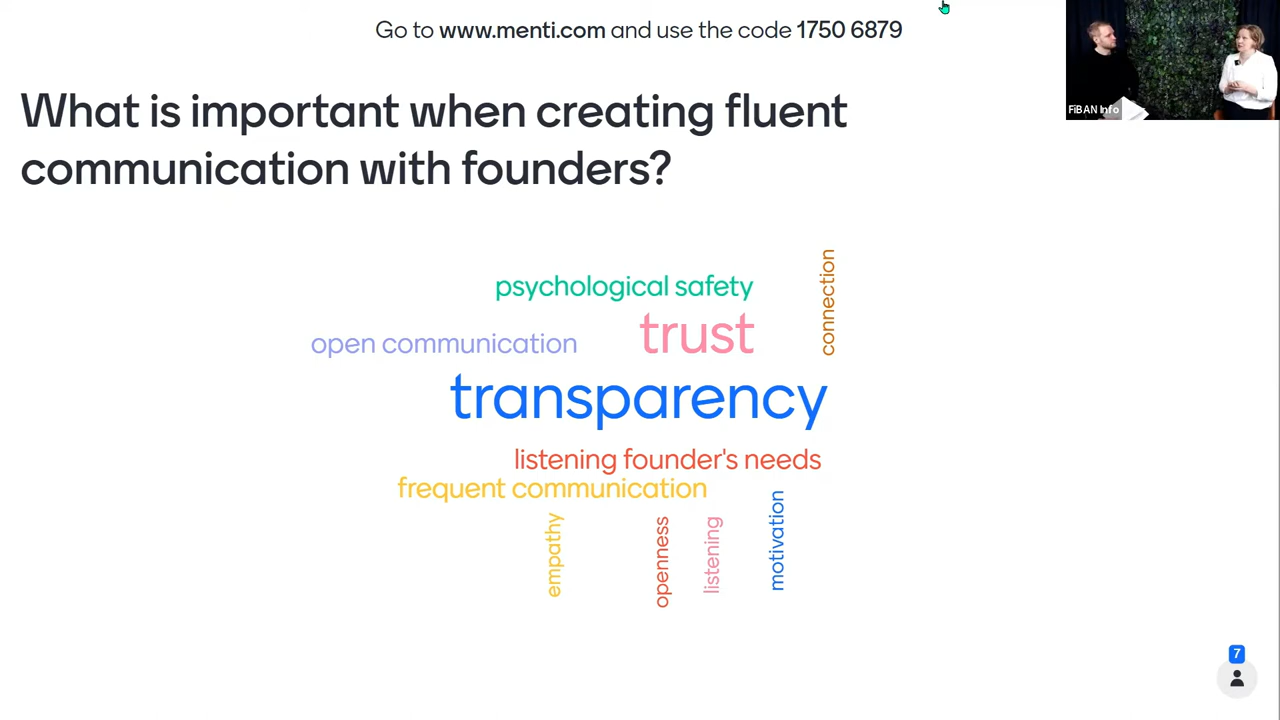 Go to www.menti.com and use the code 1750 6879
What is important when creating fluent
communication with founders?
psychological safety
connection
trust
open communication
transparency
listening founder's needs
frequent communication
empathy
openness
listening
motivation
FiBAN Info
7